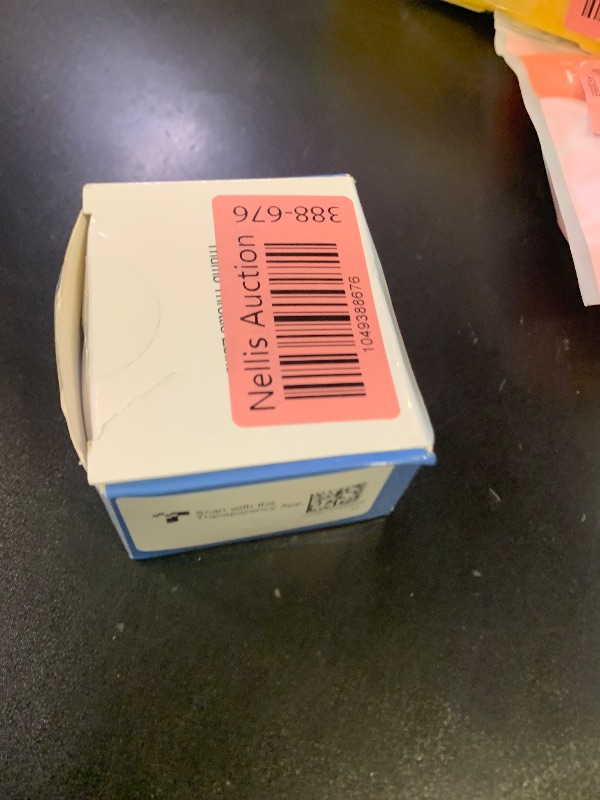 388-676
Nellis Auction
1049388676
Scan with the
Transparency App